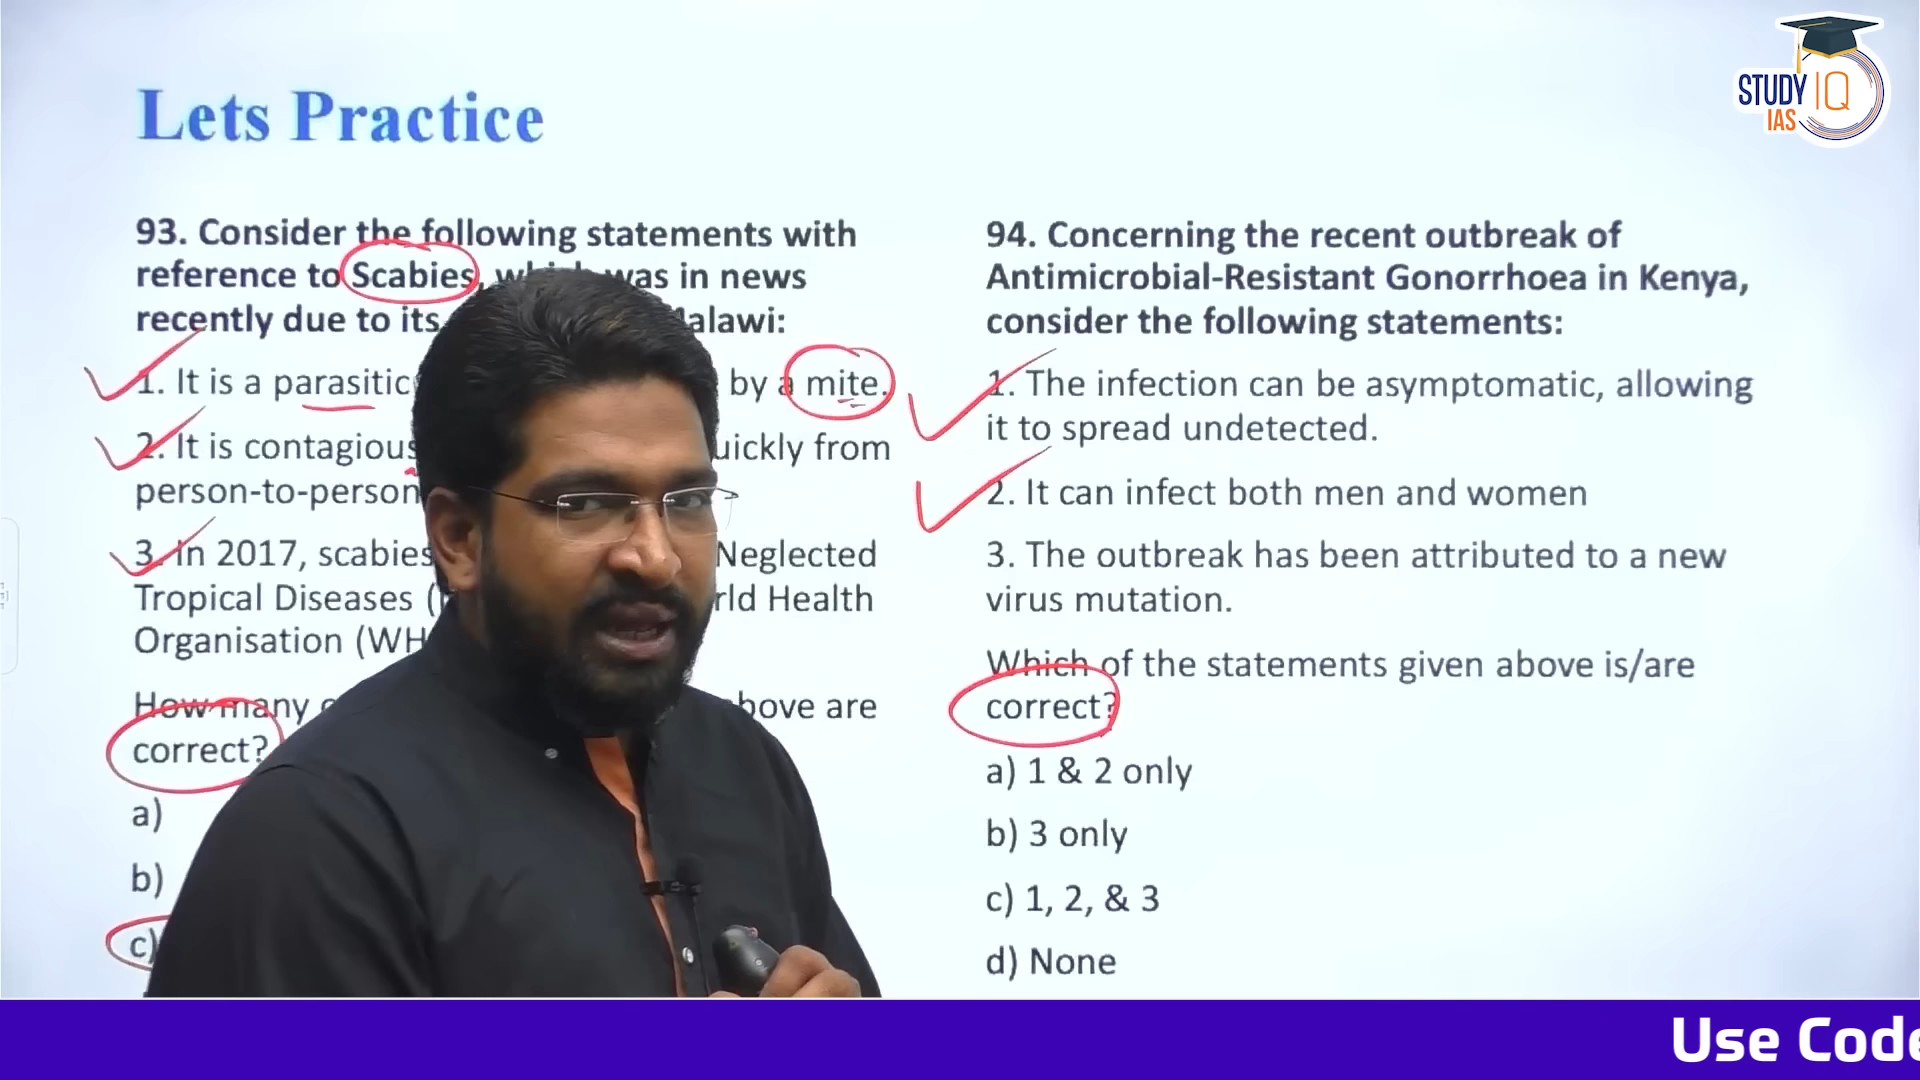 STUDY IQ
IAS
Lets Practice
93. Consider the following statements with
reference to Scabies, which was in news
recently due to its alawi:
1. It is a parasitic by a mite.
2. It is contagious uickly from
person-to-person
3. In 2017, scabies Neglected
Tropical Diseases ( rld Health
Organisation (WH
How many bove are
correct?
a)
b)
c)
94. Concerning the recent outbreak of
Antimicrobial-Resistant Gonorrhoea in Kenya,
consider the following statements:
1. The infection can be asymptomatic, allowing
it to spread undetected.
2. It can infect both men and women
3. The outbreak has been attributed to a new
virus mutation.
Which of the statements given above is/are
correct?
a) 1 & 2 only
b) 3 only
c) 1, 2, & 3
d) None
Use Code